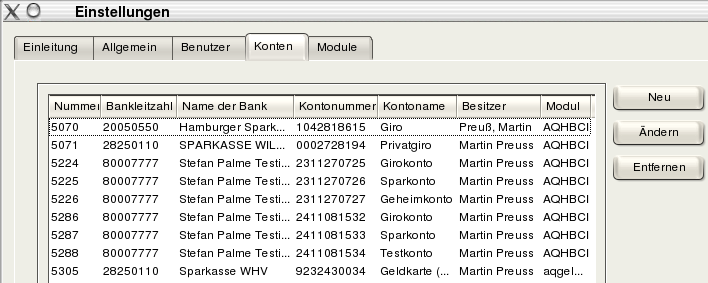 Einstellungen
Einleitung Allgemein Benutzer Konten Module
Nummer Bankleitzahl Name der Bank Kontonummer Kontoname Besitzer Modul
5070 20050550 Hamburger Spark... 1042818615 Giro Preuß, Martin AQHBCI
5071 28250110 SPARKASSE WIL... 0002728194 Privatgiro Martin Preuss AQHBCI
5224 80007777 Stefan Palme Testi... 2311270725 Girokonto Martin Preuss AQHBCI
5225 80007777 Stefan Palme Testi... 2311270726 Sparkonto Martin Preuss AQHBCI
5226 80007777 Stefan Palme Testi... 2311270727 Geheimkonto Martin Preuss AQHBCI
5286 80007777 Stefan Palme Testi... 2411081532 Girokonto Martin Preuss AQHBCI
5287 80007777 Stefan Palme Testi... 2411081533 Sparkonto Martin Preuss AQHBCI
5288 80007777 Stefan Palme Testi... 2411081534 Testkonto Martin Preuss AQHBCI
5305 28250110 Sparkasse WHV 9232430034 Geldkarte (... Martin Preuss aqgel...
Neu
Ändern
Entfernen